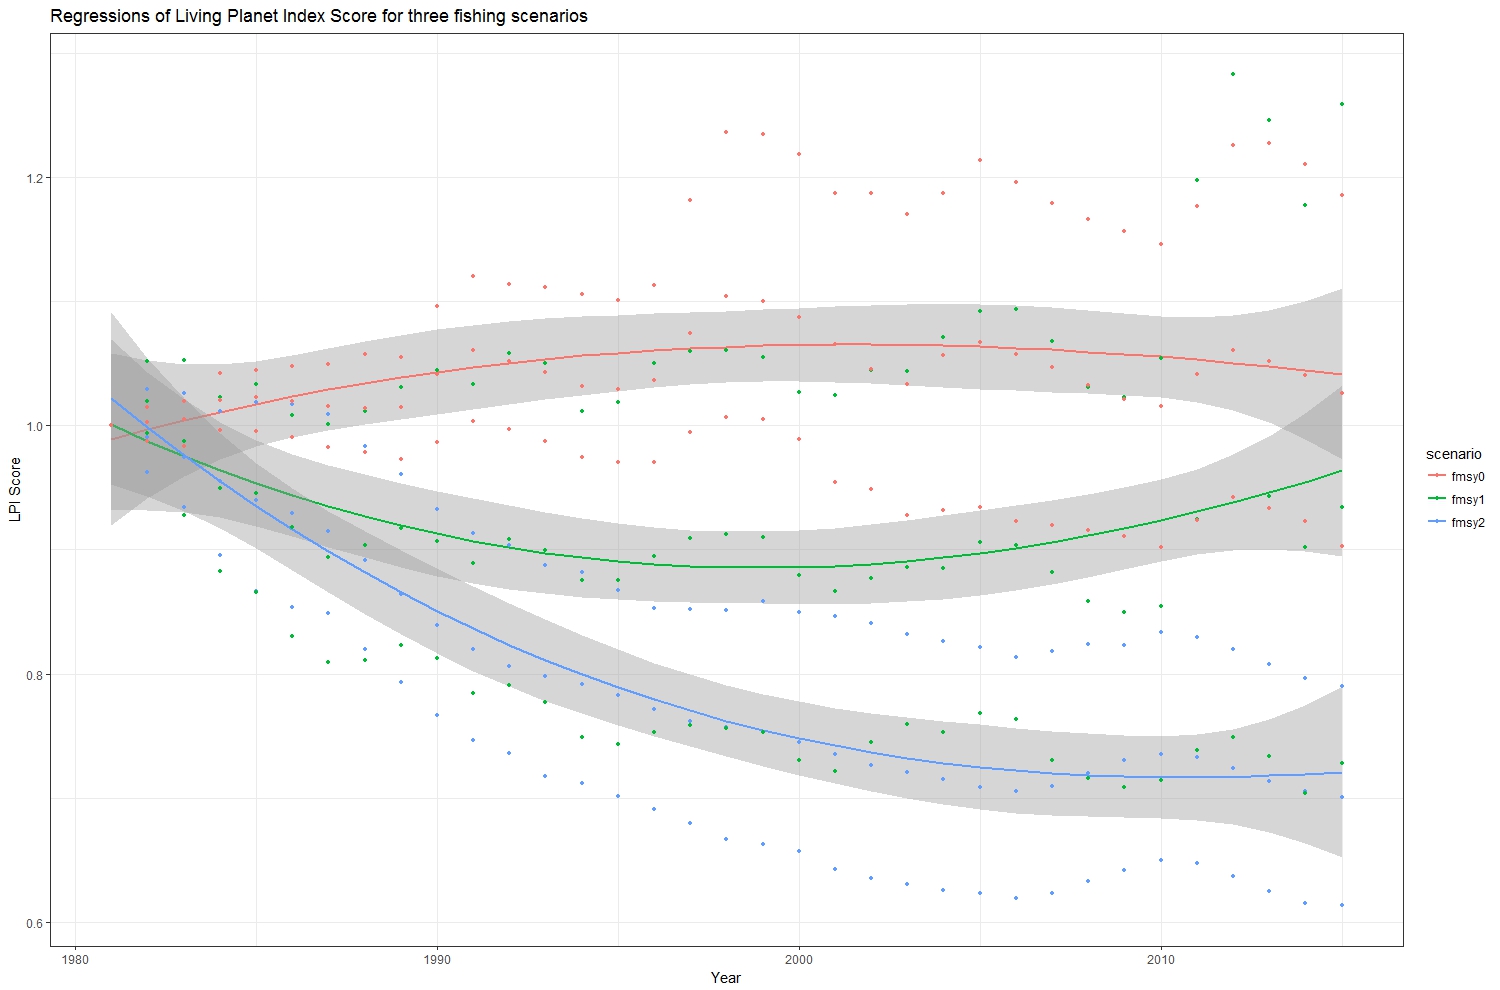 Regressions of Living Planet Index Score for three fishing scenarios
LPI Score
1.2
1.0
0.8
0.6
1980
1990
2000
2010
Year
scenario
fmsy0
fmsy1
fmsy2